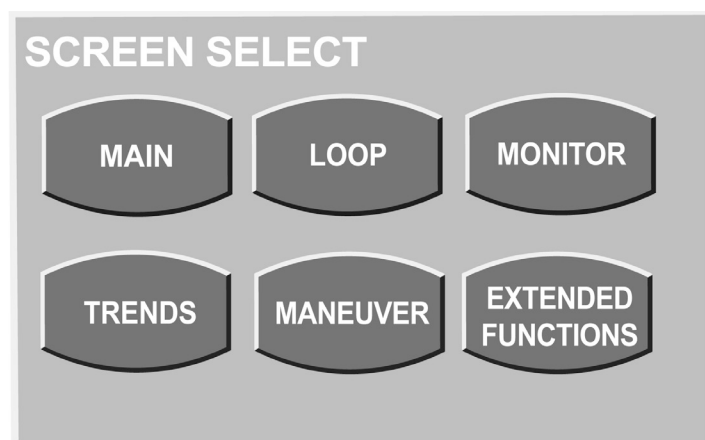 SCREEN SELECT
MAIN
LOOP
MONITOR
TRENDS
MANEUVER
EXTENDED
FUNCTIONS